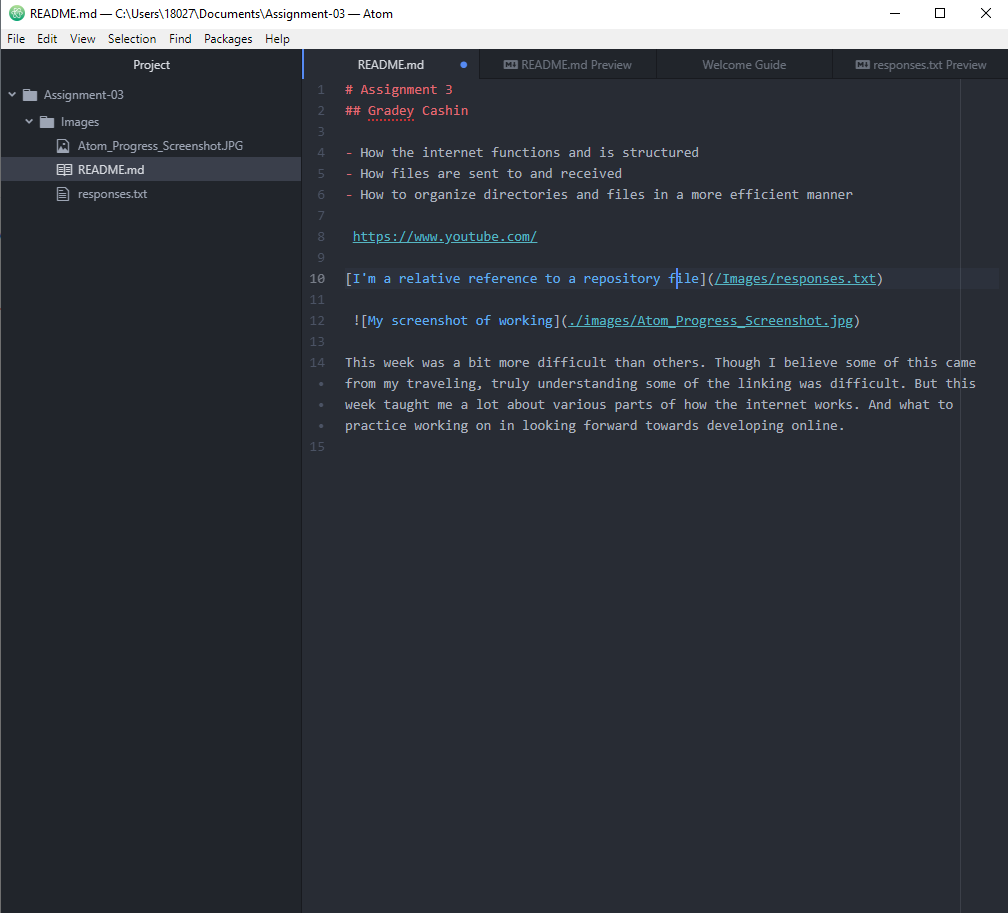 README.md — C:\Users\18027\Documents\Assignment-03 — Atom
File Edit View Selection Find Packages Help
Project
Assignment-03
Images
Atom_Progress_Screenshot.JPG
README.md
responses.txt
README.md README.md Preview Welcome Guide responses.txt Preview
1 # Assignment 3
2 ## Gradey Cashin
3
4 - How the internet functions and is structured
5 - How files are sent to and received
6 - How to organize directories and files in a more efficient manner
7
8 https://www.youtube.com/
9
10 [I'm a relative reference to a repository file](/Images/responses.txt)
11
12 ![My screenshot of working](./images/Atom_Progress_Screenshot.jpg)
13
14 This week was a bit more difficult than others. Though I believe some of this came
• from my traveling, truly understanding some of the linking was difficult. But this
• week taught me a lot about various parts of how the internet works. And what to
• practice working on in looking forward towards developing online.
15